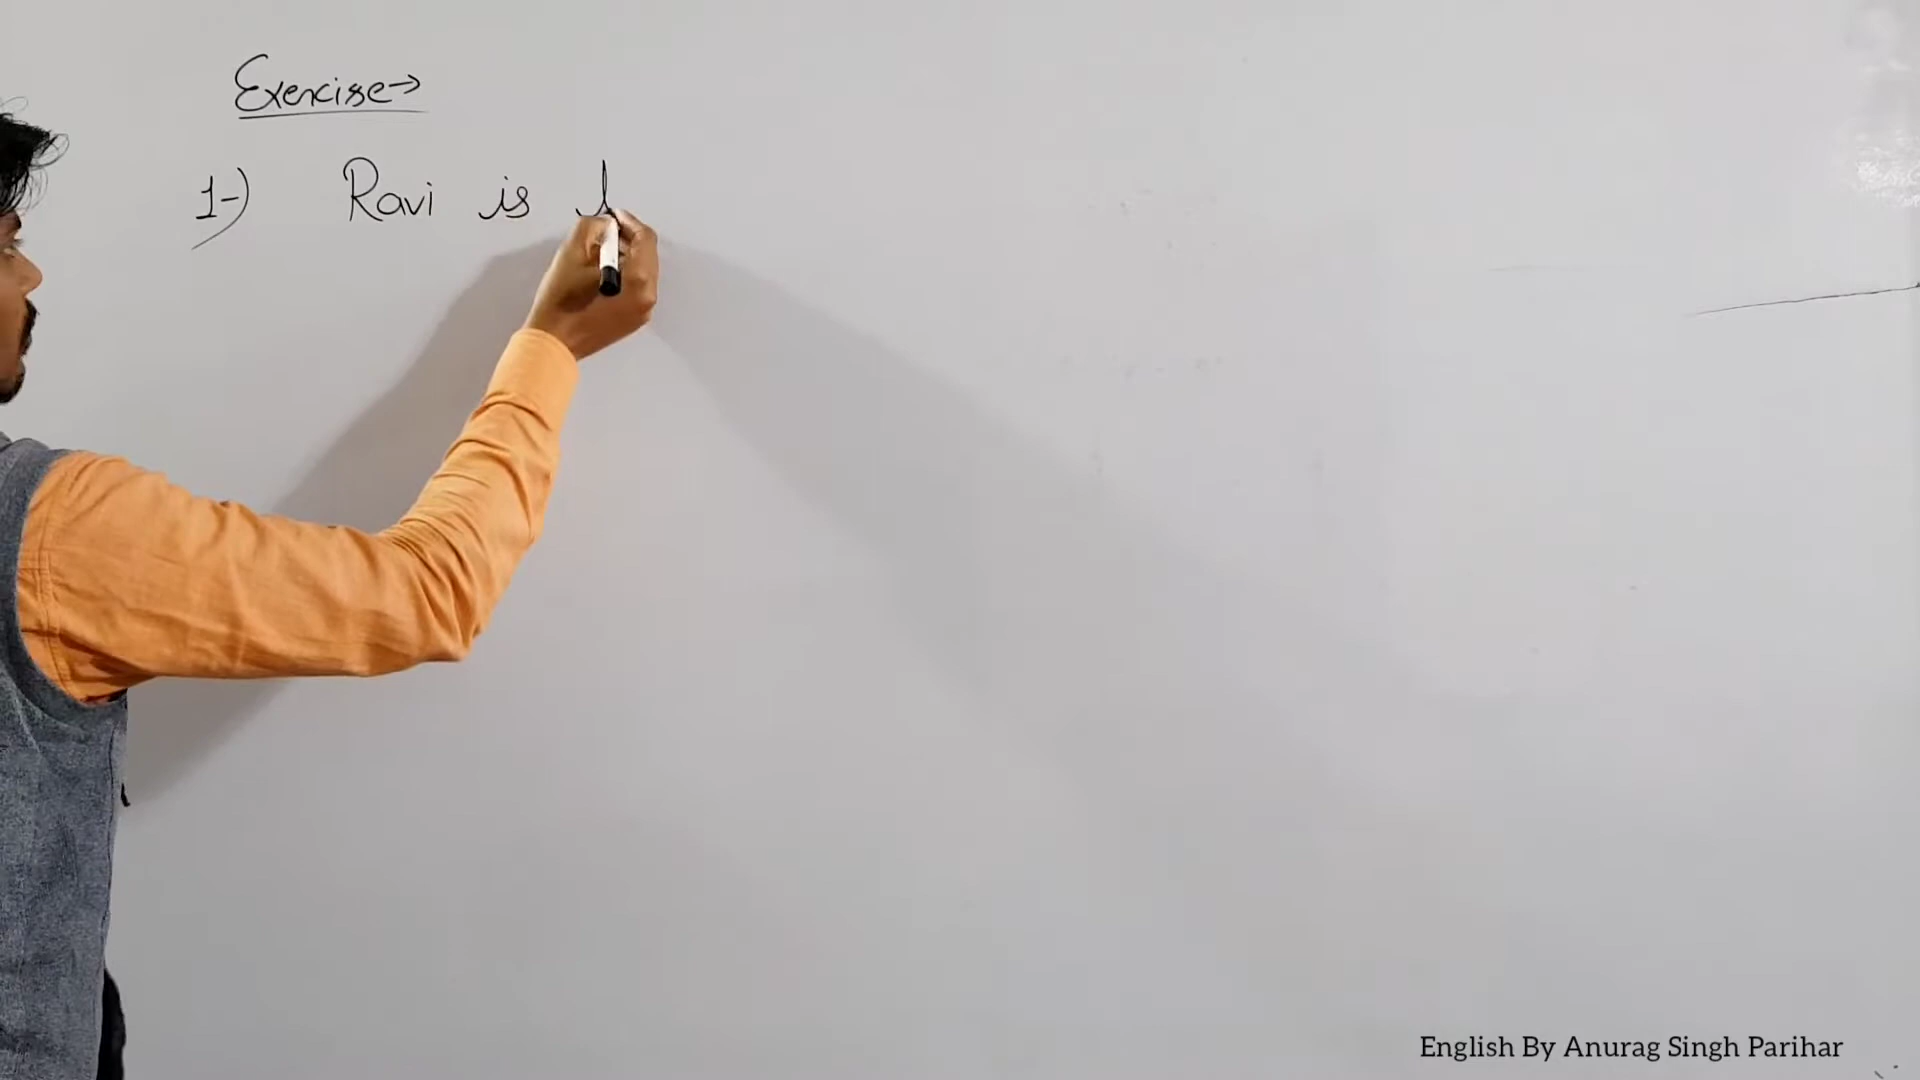 Exercise→
1-) Ravi is
English By Anurag Singh Parihar